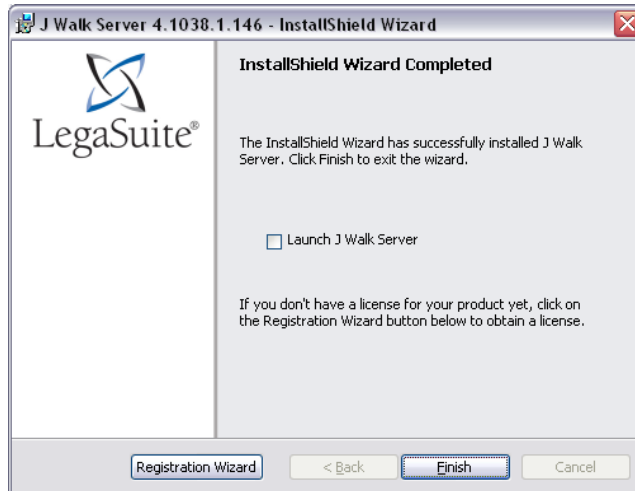 J Walk Server 4.1038.1.146 - InstallShield Wizard
LegaSuite®
InstallShield Wizard Completed
The InstallShield Wizard has successfully installed J Walk
Server. Click Finish to exit the wizard.
Launch J Walk Server
If you don't have a license for your product yet, click on
the Registration Wizard button below to obtain a license.
Registration Wizard
< Back
Finish
Cancel